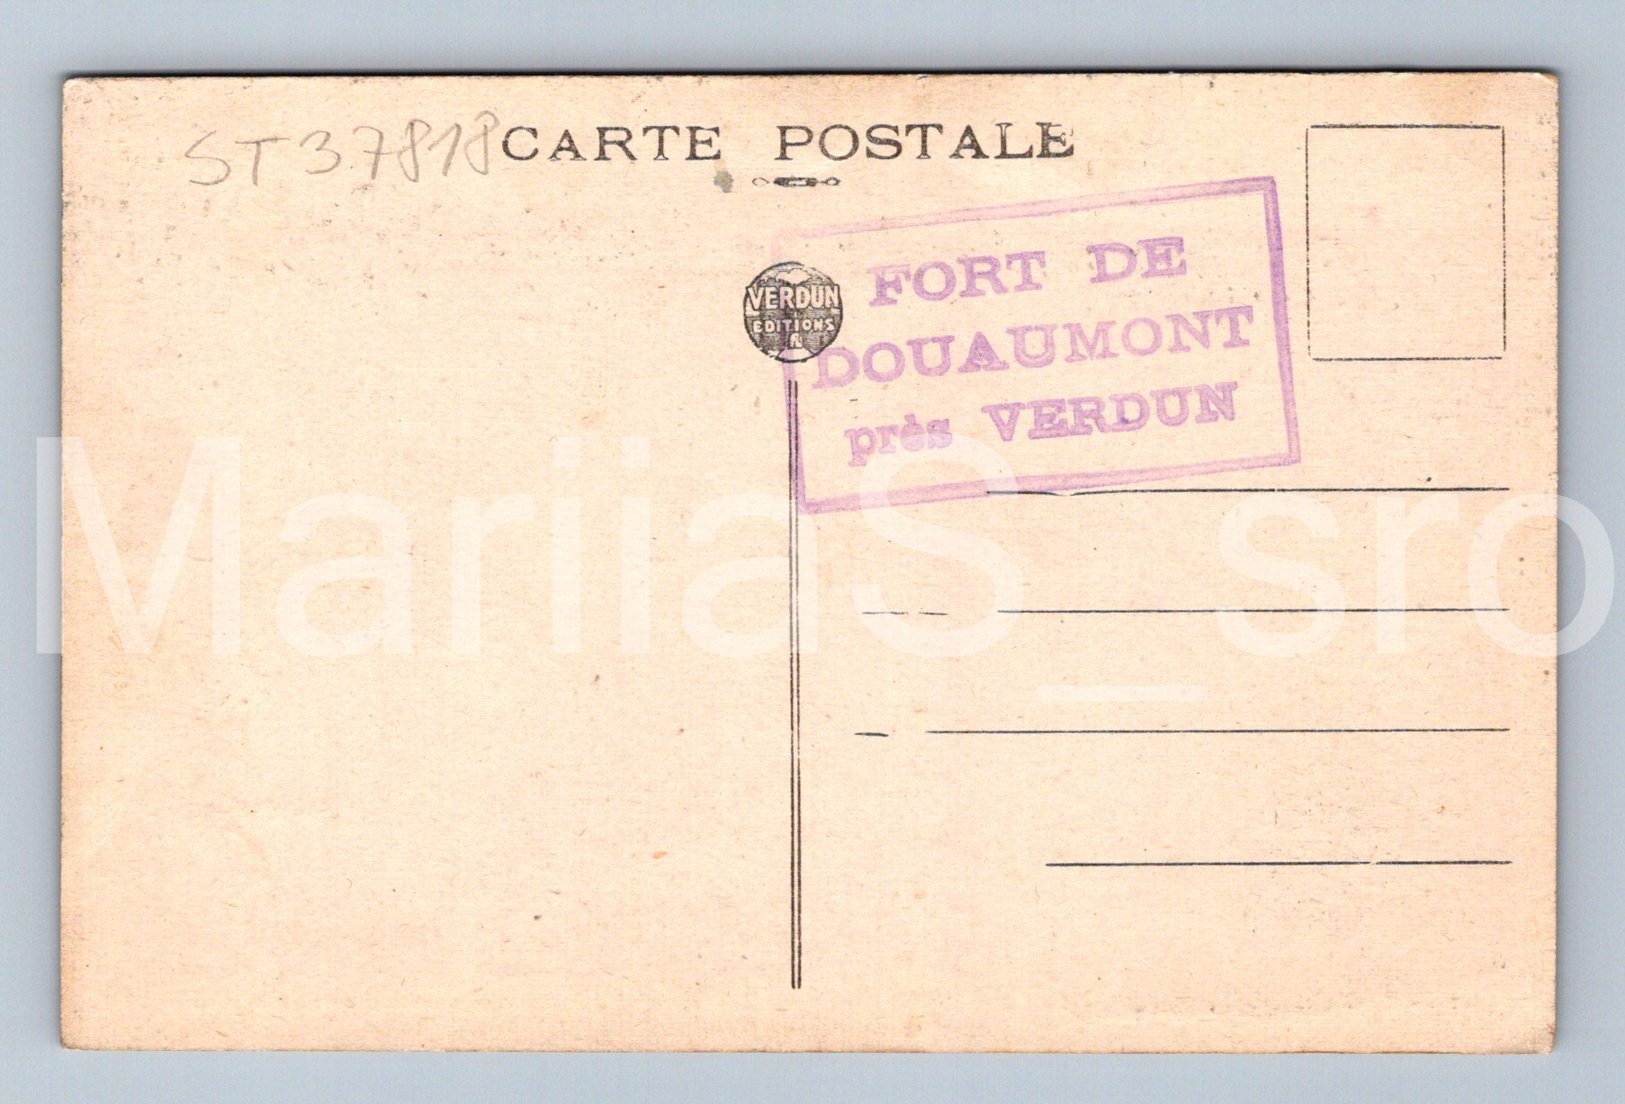 ST37818
CARTE POSTALE
VERDUN
EDITIONS
FORT DE
DOUAUMONT
près VERDUN
MariiaS_sro